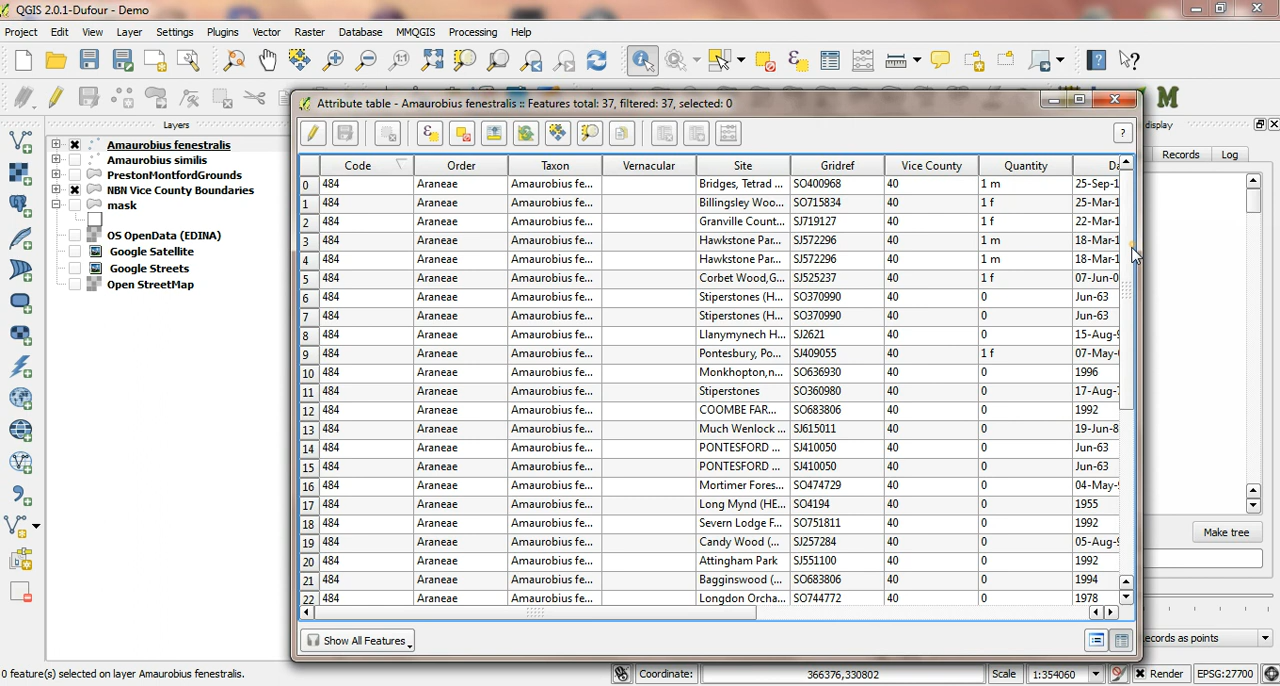 QGIS 2.0.1-Dufour - Demo
Project Edit View Layer Settings Plugins Vector Raster Database MMQGIS Processing Help
Layers
Amaurobius fenestralis
Amaurobius similis
PrestonMontfordGrounds
NBN Vice County Boundaries
mask
OS OpenData (EDINA)
Google Satellite
Google Streets
Open StreetMap
Attribute table - Amaurobius fenestralis :: Features total: 37, filtered: 37, selected: 0
?
Code Order Taxon Vernacular Site Gridref Vice County Quantity Da
0 484 Araneae Amaurobius fe... Bridges, Tetrad ... SO400968 40 1 m 25-Sep-1
1 484 Araneae Amaurobius fe... Billingsley Woo... SO715834 40 1 f 25-Mar-1
2 484 Araneae Amaurobius fe... Granville Count... SJ719127 40 1 f 22-Mar-1
3 484 Araneae Amaurobius fe... Hawkstone Par... SJ572296 40 1 m 18-Mar-1
4 484 Araneae Amaurobius fe... Hawkstone Par... SJ572296 40 1 m 18-Mar-1
5 484 Araneae Amaurobius fe... Corbet Wood,G... SJ525237 40 1 f 07-Jun-0
6 484 Araneae Amaurobius fe... Stiperstones (H... SO370990 40 0 Jun-63
7 484 Araneae Amaurobius fe... Stiperstones (H... SO370990 40 0 Jun-63
8 484 Araneae Amaurobius fe... Llanymynech H... SJ2621 40 0 15-Aug-9
9 484 Araneae Amaurobius fe... Pontesbury, Po... SJ409055 40 1 f 07-May-
10 484 Araneae Amaurobius fe... Monkhopton,n... SO636930 40 0 1996
11 484 Araneae Amaurobius fe... Stiperstones SO360980 40 0 17-Aug-
12 484 Araneae Amaurobius fe... COOMBE FAR... SO683806 40 0 1992
13 484 Araneae Amaurobius fe... Much Wenlock ... SJ615011 40 0 19-Jun-8
14 484 Araneae Amaurobius fe... PONTESFORD ... SJ410050 40 0 Jun-63
15 484 Araneae Amaurobius fe... PONTESFORD ... SJ410050 40 0 Jun-63
16 484 Araneae Amaurobius fe... Mortimer Fores... SO474729 40 0 04-May-
17 484 Araneae Amaurobius fe... Long Mynd (HE... SO4194 40 0 1955
18 484 Araneae Amaurobius fe... Severn Lodge F... SO751811 40 0 1992
19 484 Araneae Amaurobius fe... Candy Wood (... SJ257284 40 0 05-Aug-9
20 484 Araneae Amaurobius fe... Attingham Park SJ551100 40 0 1992
21 484 Araneae Amaurobius fe... Bagginswood (... SO683806 40 0 1994
22 484 Araneae Amaurobius fe... Longdon Orcha... SO744772 40 0 1978
Show All Features
display
Records Log
Make tree
ecords as points
0 feature(s) selected on layer Amaurobius fenestralis.
Coordinate: 366376,330802 Scale 1:354060 Render EPSG:27700